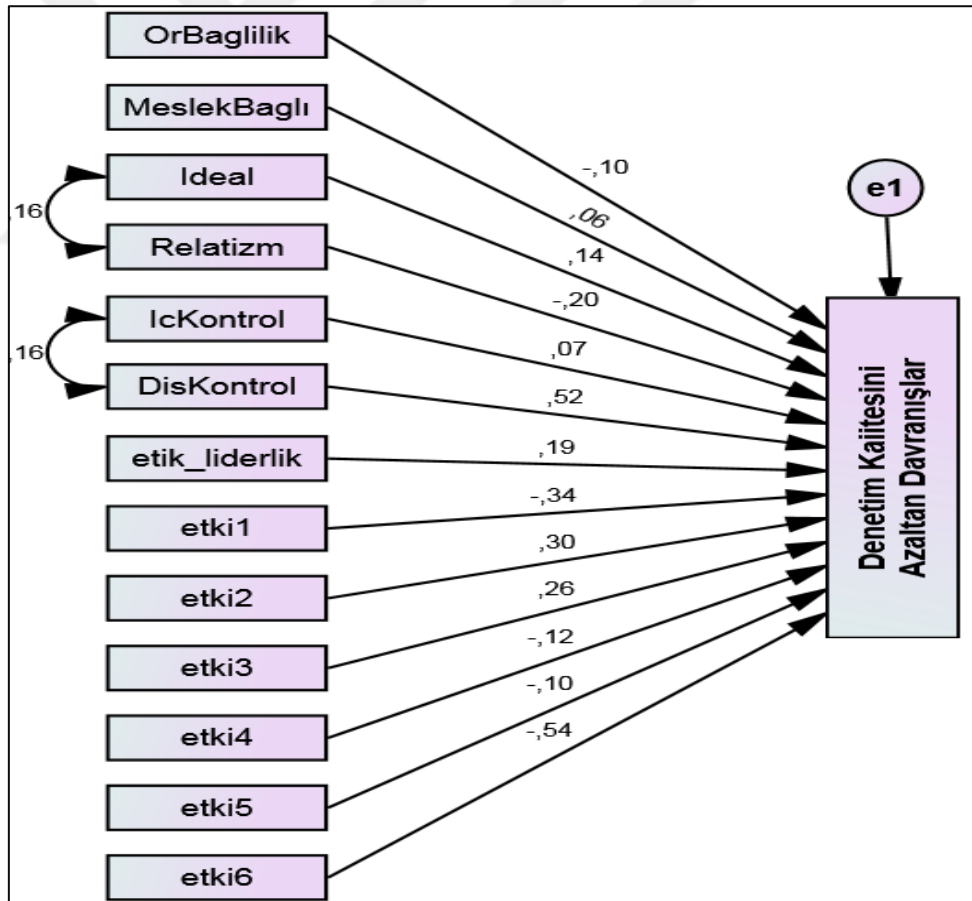 OrBaglilik
MeslekBaglı
Ideal
Relatizm
IcKontrol
DisKontrol
etik_liderlik
etki1
etki2
etki3
etki4
etki5
etki6
,16
,16
-,10
,06
,14
-,20
,07
,52
,19
-,34
,30
,26
-,12
-,10
-,54
e1
Denetim Kalitesini
Azaltan Davranışlar